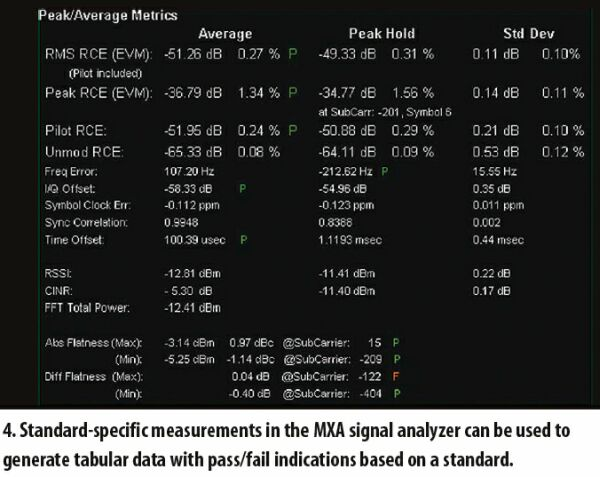 Peak/Average Metrics
Average Peak Hold Std Dev
RMS RCE (EVM): -51.26 dB 0.27 % P -49.33 dB 0.31 % 0.11 dB 0.10%
(Pilot included)
Peak RCE (EVM): -36.79 dB 1.34 % P -34.77 dB 1.56 % 0.14 dB 0.11 %
at SubCarr: -201, Symbol 6
Pilot RCE: -51.95 dB 0.24 % P -50.88 dB 0.29 % 0.21 dB 0.10 %
Unmod RCE: -65.33 dB 0.08 % -64.11 dB 0.09 % 0.53 dB 0.12 %
Freq Error: 107.20 Hz -212.62 Hz P 15.55 Hz
I/Q Offset: -58.33 dB P -54.96 dB 0.35 dB
Symbol Clock Err: -0.112 ppm -0.123 ppm 0.011 ppm
Sync Correlation: 0.9948 0.8388 0.002
Time Offset: 100.39 usec P 1.1193 msec 0.44 msec
RSSI: -12.81 dBm -11.41 dBm 0.22 dB
CINR: - 5.30 dB -11.40 dBm 0.17 dB
FFT Total Power: -12.41 dBm
Abs Flatness (Max): -3.14 dBm 0.97 dBc @SubCarrier: 15 P
(Min): -5.25 dBm -1.14 dBc @SubCarrier: -209 P
Diff Flatness (Max): 0.04 dB @SubCarrier: -122 F
(Min): -0.40 dB @SubCarrier: -404 P
4. Standard-specific measurements in the MXA signal analyzer can be used to
generate tabular data with pass/fail indications based on a standard.